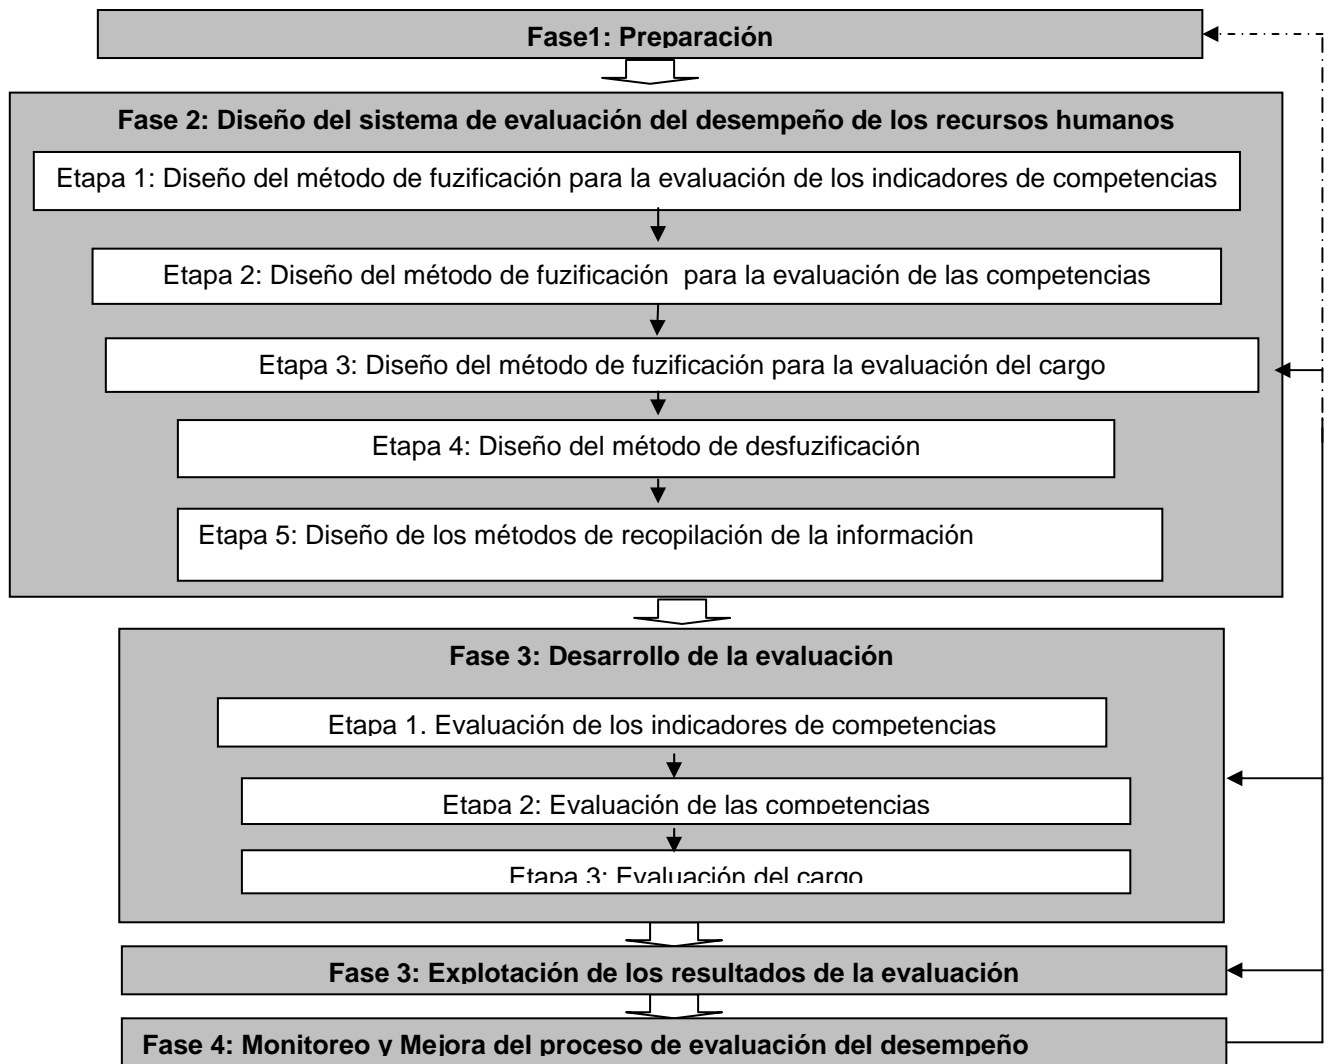 Fase1: Preparación
Fase 2: Diseño del sistema de evaluación del desempeño de los recursos humanos
Etapa 1: Diseño del método de fuzificación para la evaluación de los indicadores de competencias
Etapa 2: Diseño del método de fuzificación  para la evaluación de las competencias
Etapa 3: Diseño del método de fuzificación para la evaluación del cargo
Etapa 4: Diseño del método de desfuzificación
Etapa 5: Diseño de los métodos de recopilación de la información
Fase 3: Desarrollo de la evaluación
Etapa 1. Evaluación de los indicadores de competencias
Etapa 2: Evaluación de las competencias
Etapa 3: Evaluación del cargo
Fase 3: Explotación de los resultados de la evaluación
Fase 4: Monitoreo y Mejora del proceso de evaluación del desempeño